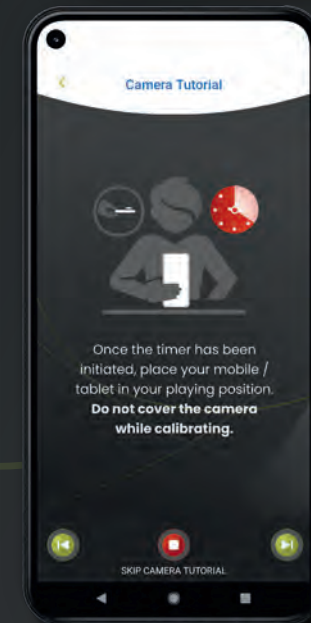 Camera Tutorial
Once the timer has been
initiated, place your mobile /
tablet in your playing position.
Do not cover the camera
while calibrating.
SKIP CAMERA TUTORIAL